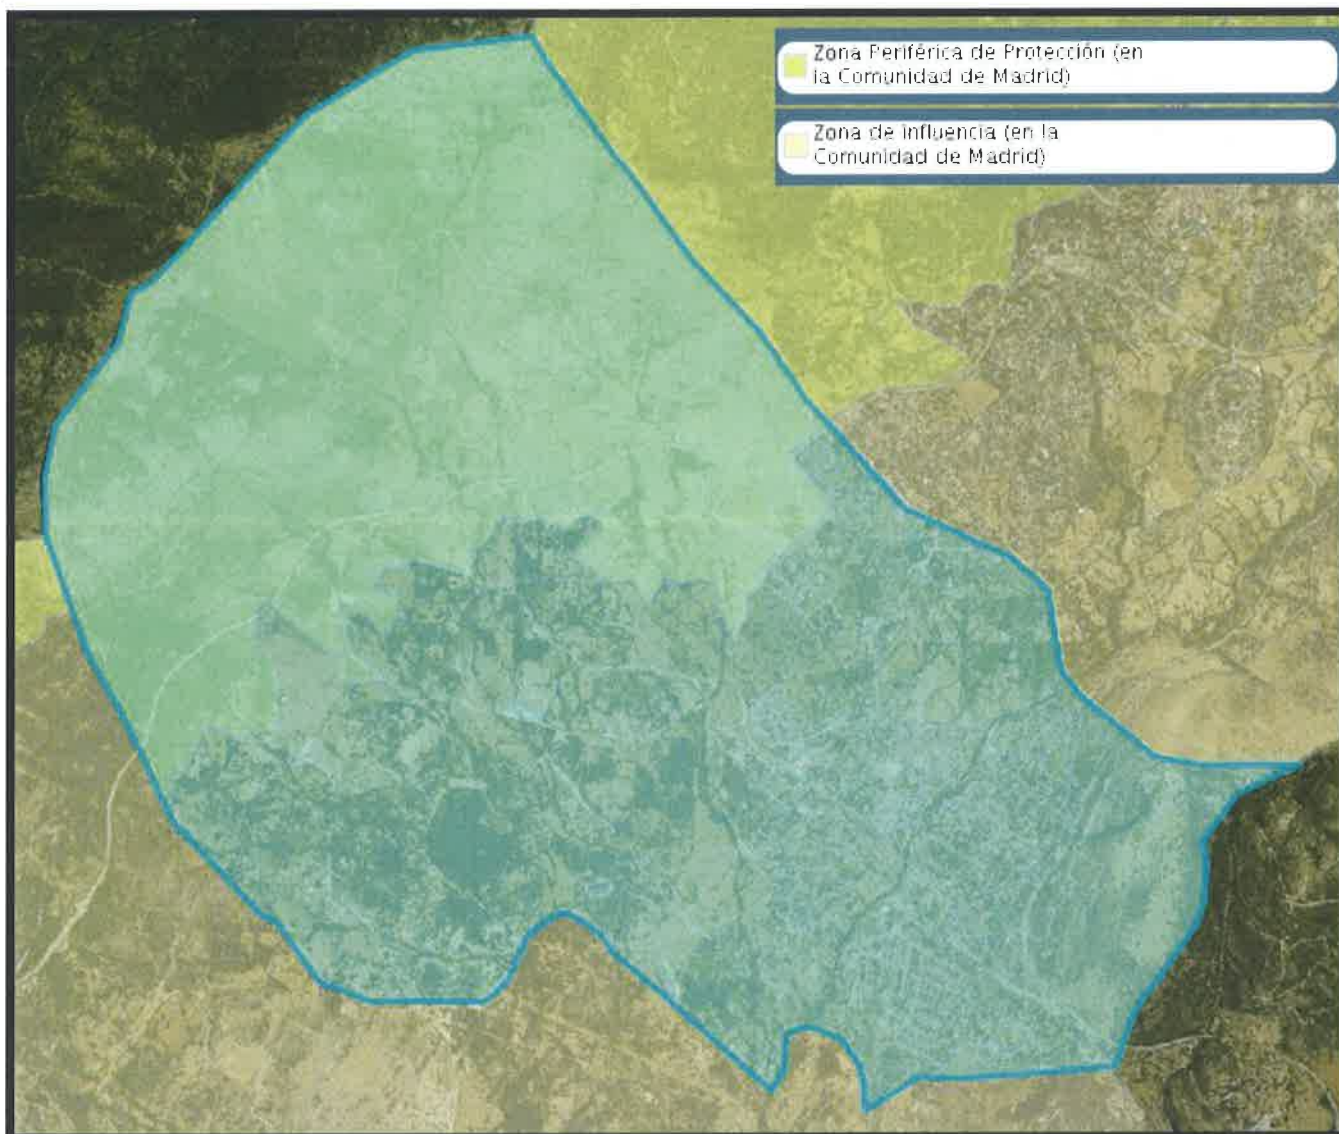 Zona Periférica de Protección (en
la Comunidad de Madrid)
Zona de influencia (en la
Comunidad de Madrid)